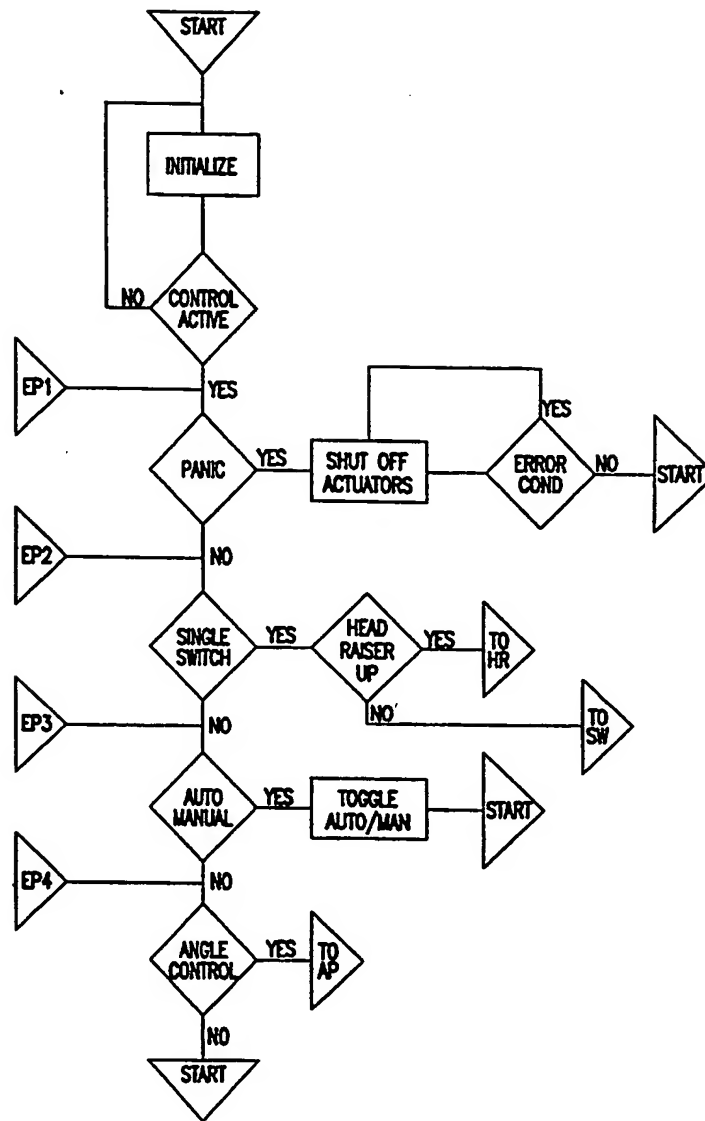 START
INITIALIZE
NO
CONTROL
ACTIVE
EP1
YES
YES
PANIC
YES
SHUT OFF
ACTUATORS
ERROR
COND
NO
START
EP2
NO
SINGLE
SWITCH
YES
HEAD
RAISER
UP
YES
TO
HR
NO
TO
SW
EP3
NO
AUTO
MANUAL
YES
TOGGLE
AUTO/MAN
START
EP4
NO
ANGLE
CONTROL
YES
TO
AP
NO
START